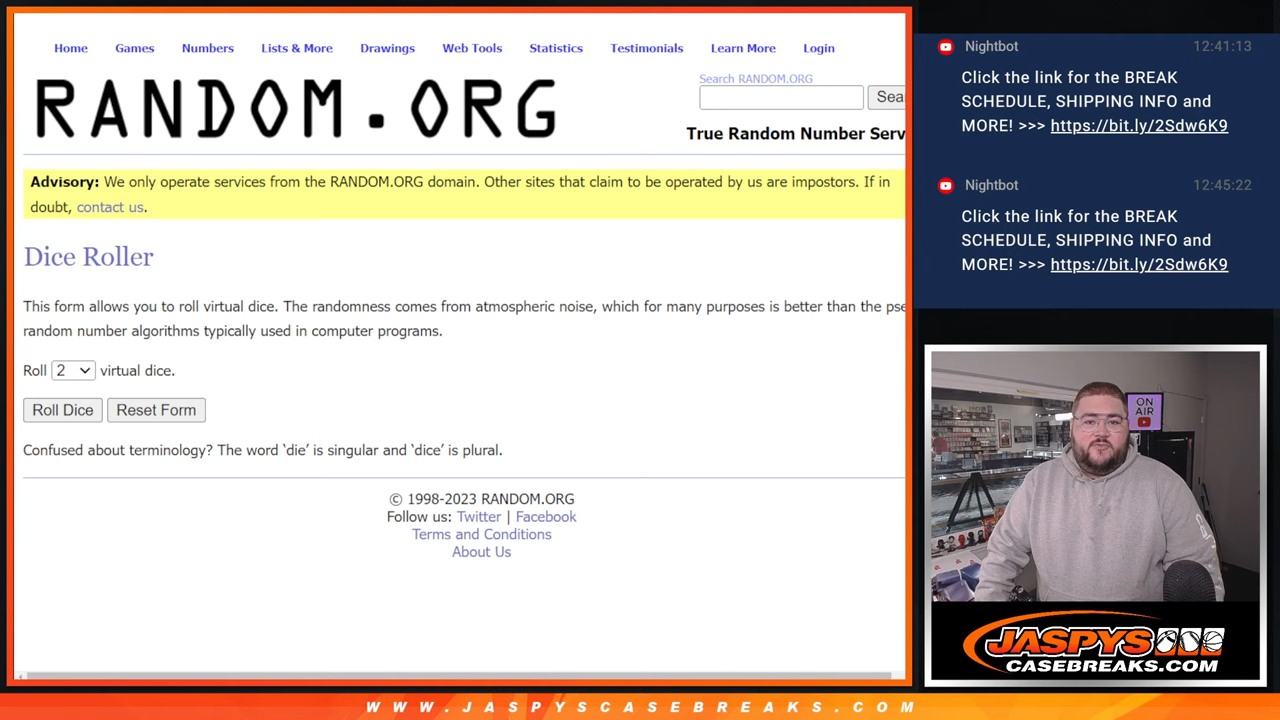 Home Games Numbers Lists & More Drawings Web Tools Statistics Testimonials Learn More Login
RANDOM.ORG
Search RANDOM.ORG
Sea
True Random Number Serv
Advisory: We only operate services from the RANDOM.ORG domain. Other sites that claim to be operated by us are impostors. If in
doubt, contact us.
Dice Roller
This form allows you to roll virtual dice. The randomness comes from atmospheric noise, which for many purposes is better than the pse
random number algorithms typically used in computer programs.
Roll 2 virtual dice.
Roll Dice Reset Form
Confused about terminology? The word ‘die’ is singular and ‘dice’ is plural.
© 1998-2023 RANDOM.ORG
Follow us: Twitter | Facebook
Terms and Conditions
About Us
Nightbot 12:41:13
Click the link for the BREAK
SCHEDULE, SHIPPING INFO and
MORE! >>> https://bit.ly/2Sdw6K9
Nightbot 12:45:22
Click the link for the BREAK
SCHEDULE, SHIPPING INFO and
MORE! >>> https://bit.ly/2Sdw6K9
ON
AIR
JASPYS
CASEBREAKS.COM
WWW.JASPYSCASEBREAKS.COM